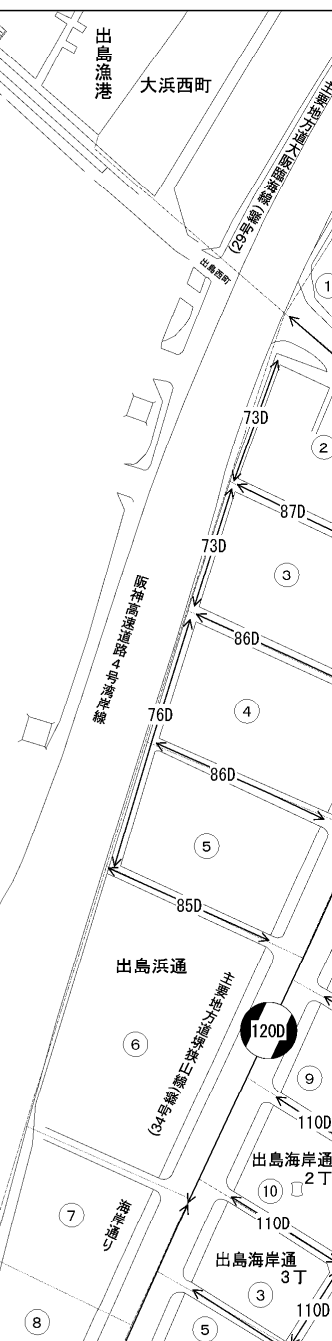 出島漁港
大浜西町
主要地方道大阪臨海線
(29号線)
出島西町
1
2
73D
87D
73D
3
86D
阪神高速道路4号湾岸線
76D
4
86D
5
85D
出島浜通
主要地方道堺狭山線
(34号線)
120D
6
9
110D
出島海岸通
2丁
10
海岸通り
7
110D
出島海岸通
3丁
3
110D
8
5